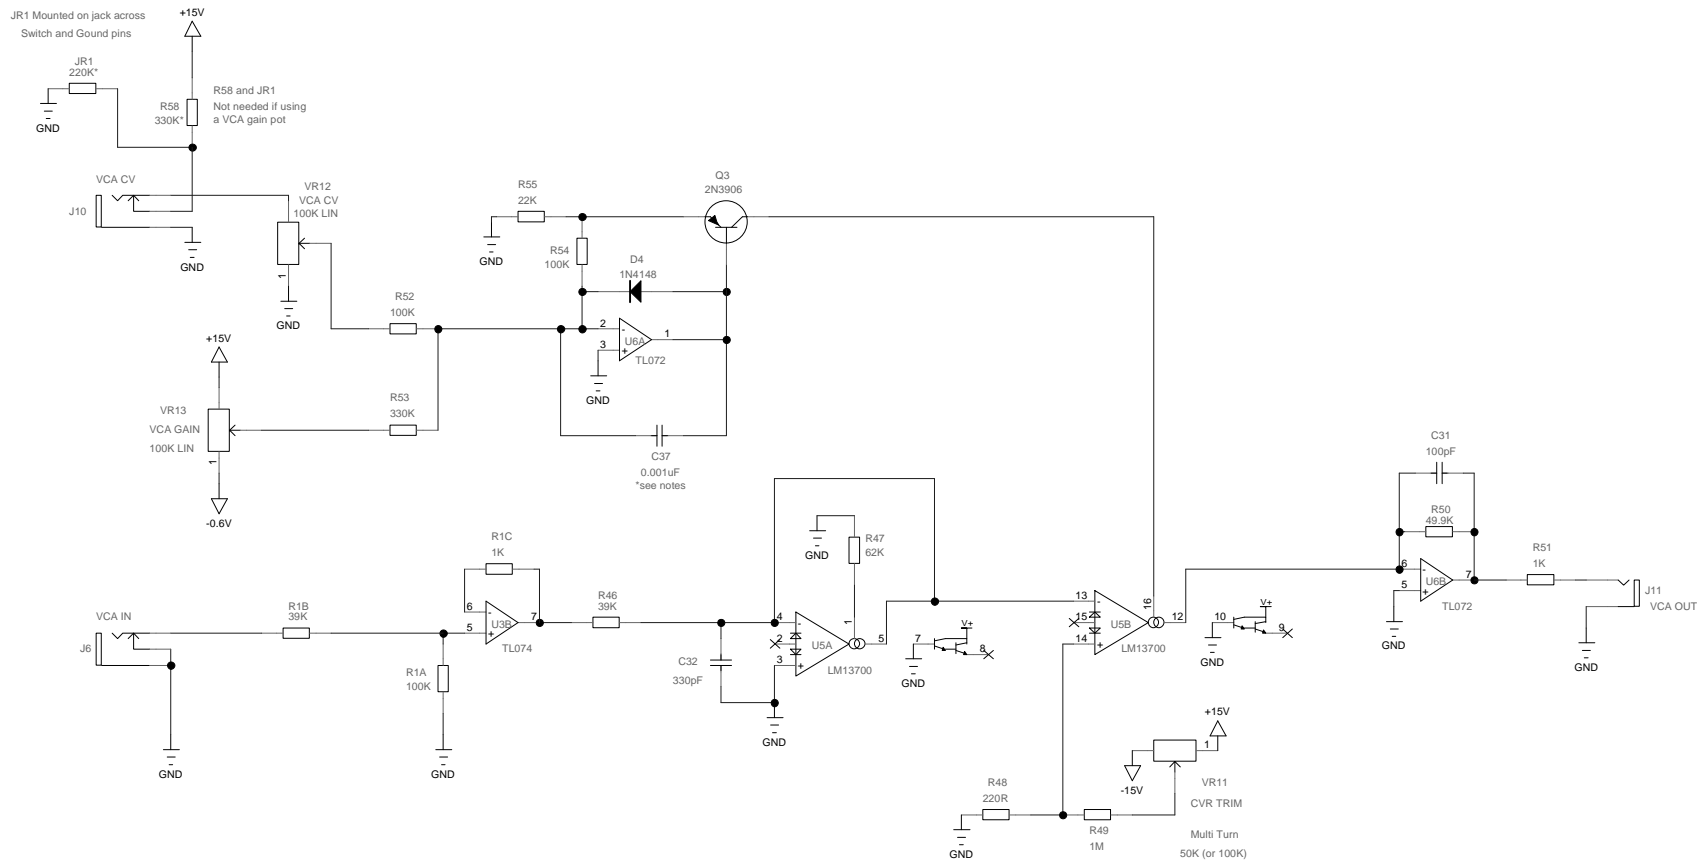 JR1 Mounted on jack across
Switch and Gound pins
+15V
JR1
220K*
GND
R58
330K*
R58 and JR1
Not needed if using
a VCA gain pot
VCA CV
J10
GND
VR12
VCA CV
100K LIN
1
GND
R52
100K
+15V
VR13
VCA GAIN
100K LIN
1
-0.6V
R53
330K
R55
22K
GND
R54
100K
D4
1N4148
Q3
2N3906
2
3
-
+
U6A
1
TL072
GND
C37
0.001uF
*see notes
VCA IN
J6
GND
R1B
39K
R1A
100K
GND
R1C
1K
6
5
-
+
U3B
7
TL074
R46
39K
C32
330pF
GND
GND
R47
62K
4
2
3
-
+
1
U5A
5
LM13700
7
V+
8
GND
13
15
14
-
+
16
U5B
12
LM13700
10
V+
9
GND
R48
220R
GND
R49
1M
+15V
1
-15V
VR11
CVR TRIM
Multi Turn
50K (or 100K)
C31
100pF
R50
49.9K
6
5
-
+
U6B
7
TL072
GND
R51
1K
J11
VCA OUT
GND